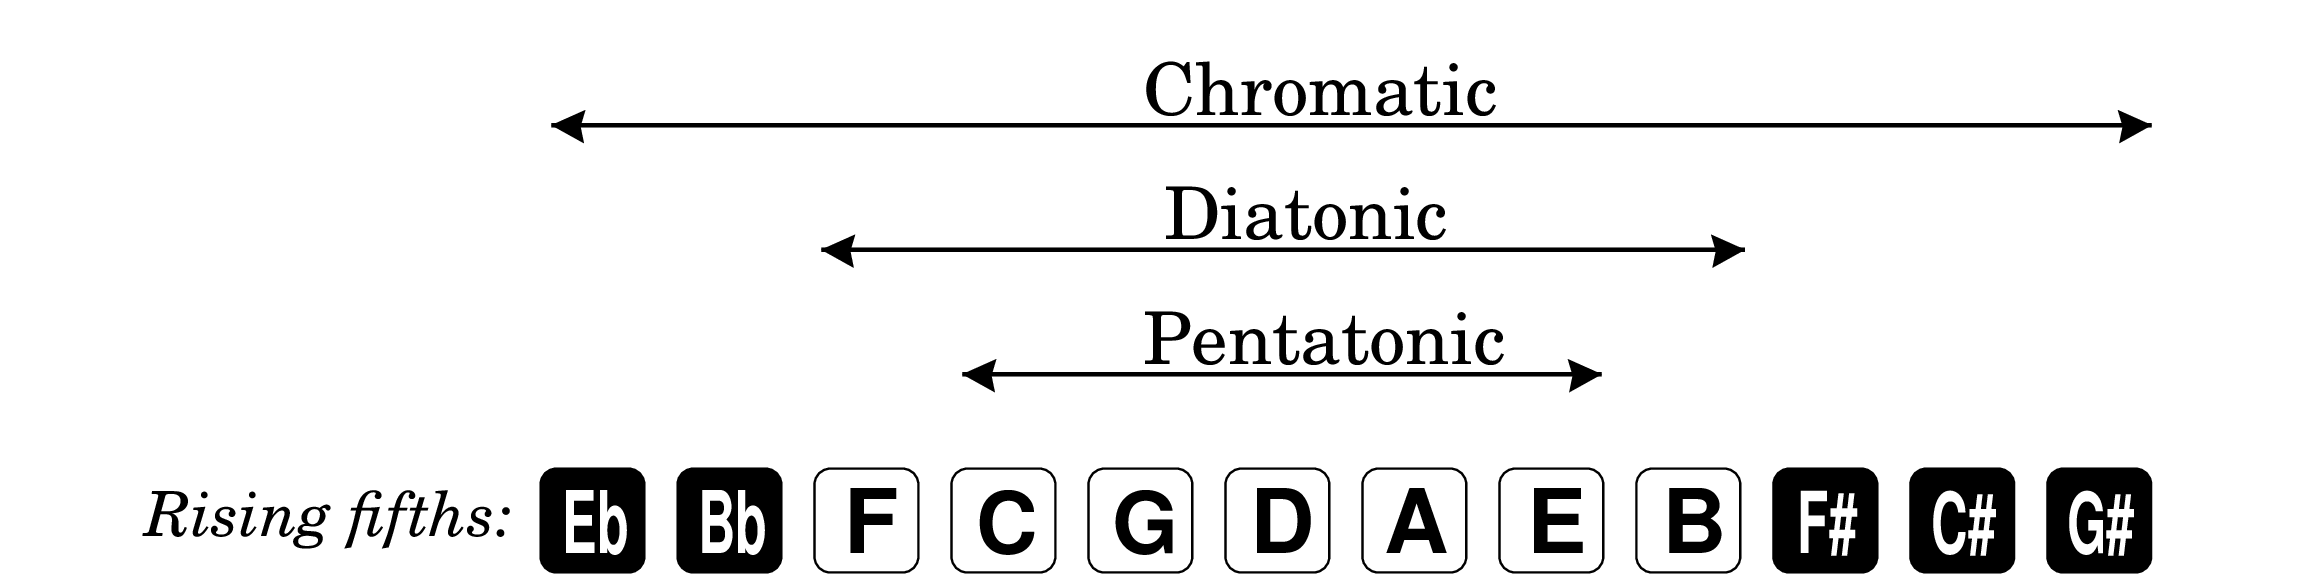 Chromatic
Diatonic
Pentatonic
Rising fifths: Eb Bb F C G D A E B F# C# G#